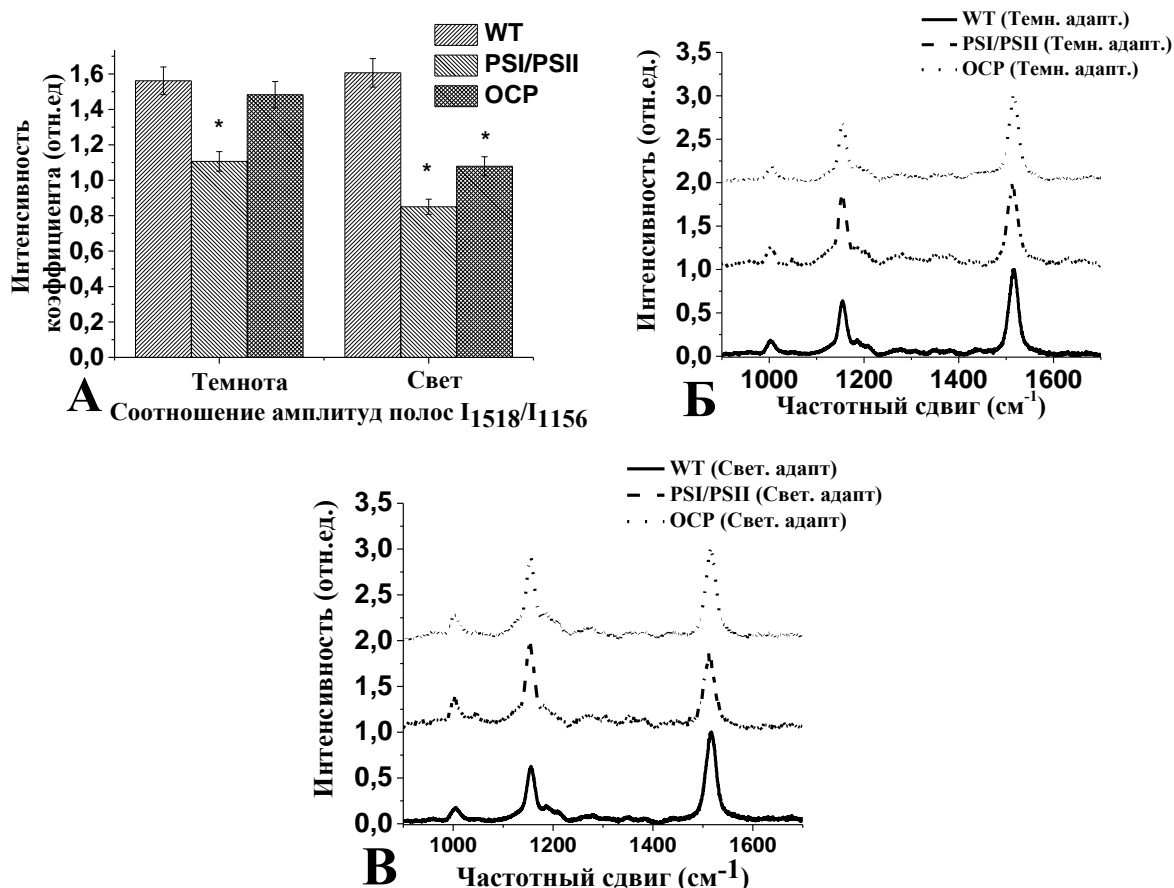 WT
PSI/PSII
OCP
Интенсивность
коэффициента (отн.ед)
1,6
1,4
1,2
1,0
0,8
0,6
0,4
0,2
0,0
*
*
*
Темнота
Свет
А
Соотношение амплитуд полос I1518/I1156
WT (Темн. адапт.)
PSI/PSII (Темн. адапт.)
OCP (Темн. адапт.)
Интенсивность (отн.ед.)
3,5
3,0
2,5
2,0
1,5
1,0
0,5
0,0
1000
1200
1400
1600
Б
Частотный сдвиг (см-1)
WT (Свет. адапт)
PSI/PSII (Свет. адапт)
OCP (Свет. адапт)
Интенсивность (отн.ед.)
3,5
3,0
2,5
2,0
1,5
1,0
0,5
0,0
1000
1200
1400
1600
В
Частотный сдвиг (см-1)